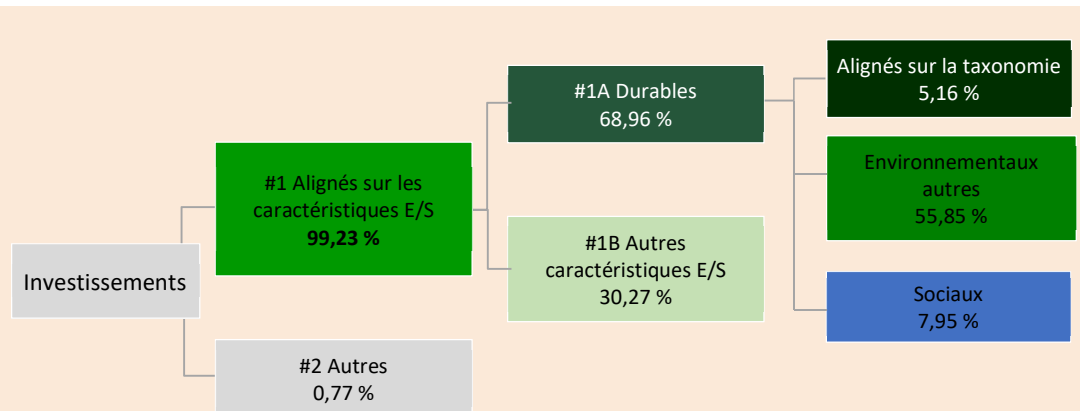 Investissements
#1 Alignés sur les
caractéristiques E/S
99,23 %
#2 Autres
0,77 %
#1A Durables
68,96 %
#1B Autres
caractéristiques E/S
30,27 %
Alignés sur la taxonomie
5,16 %
Environnementaux
autres
55,85 %
Sociaux
7,95 %